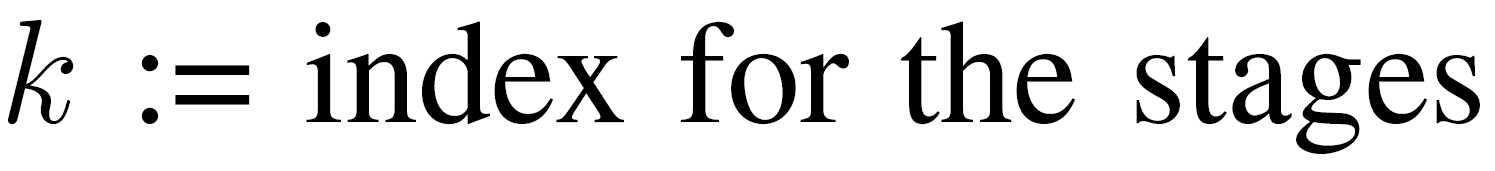 k := index for the stages